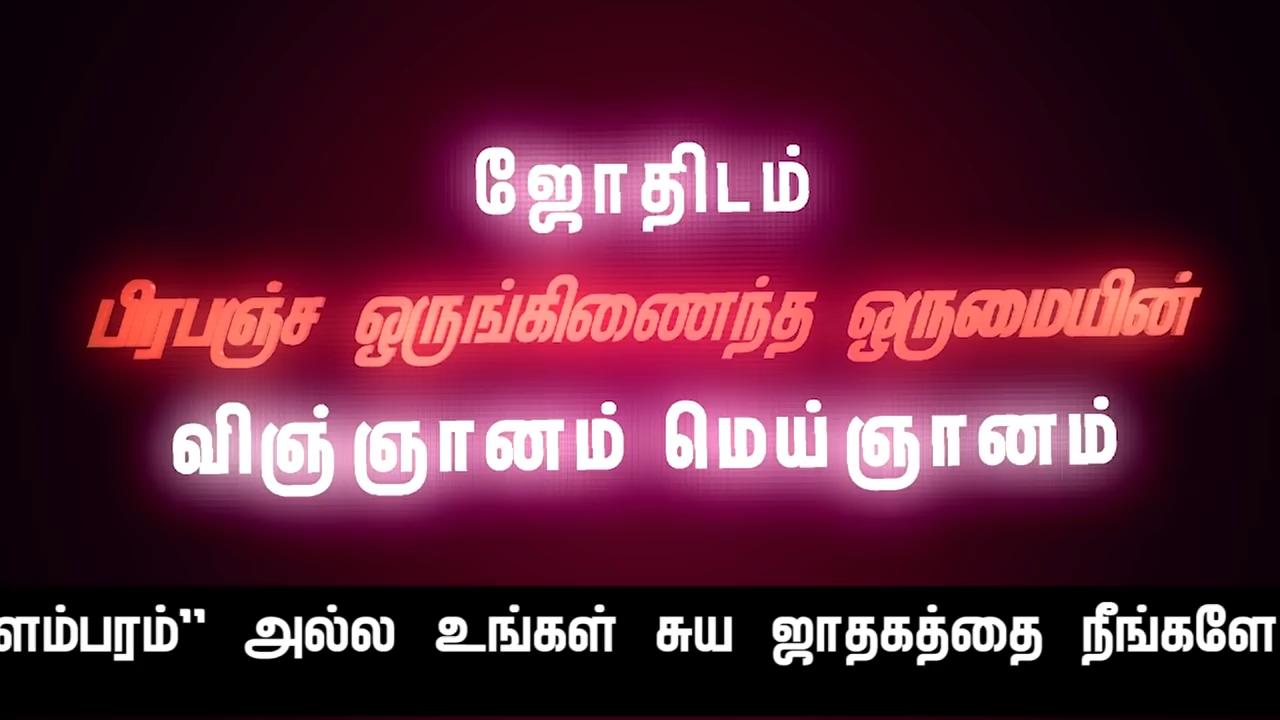 ஜோதிடம்
பிரபஞ்ச ஒருங்கிணைந்த ஒருமையின்
விஞ்ஞானம் மெய்ஞானம்
ளம்பரம்” அல்ல உங்கள் சுய ஜாதகத்தை நீங்களே